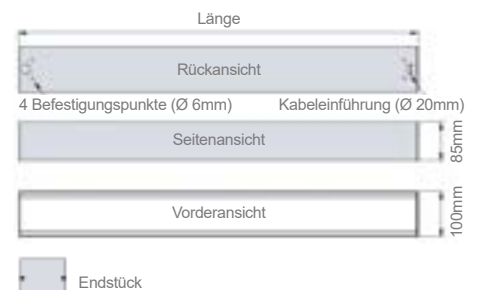 Länge
Rückansicht
4 Befestigungspunkte (Ø 6mm) Kabeleinführung (Ø 20mm)
Seitenansicht
85mm
Vorderansicht
100mm
Endstück